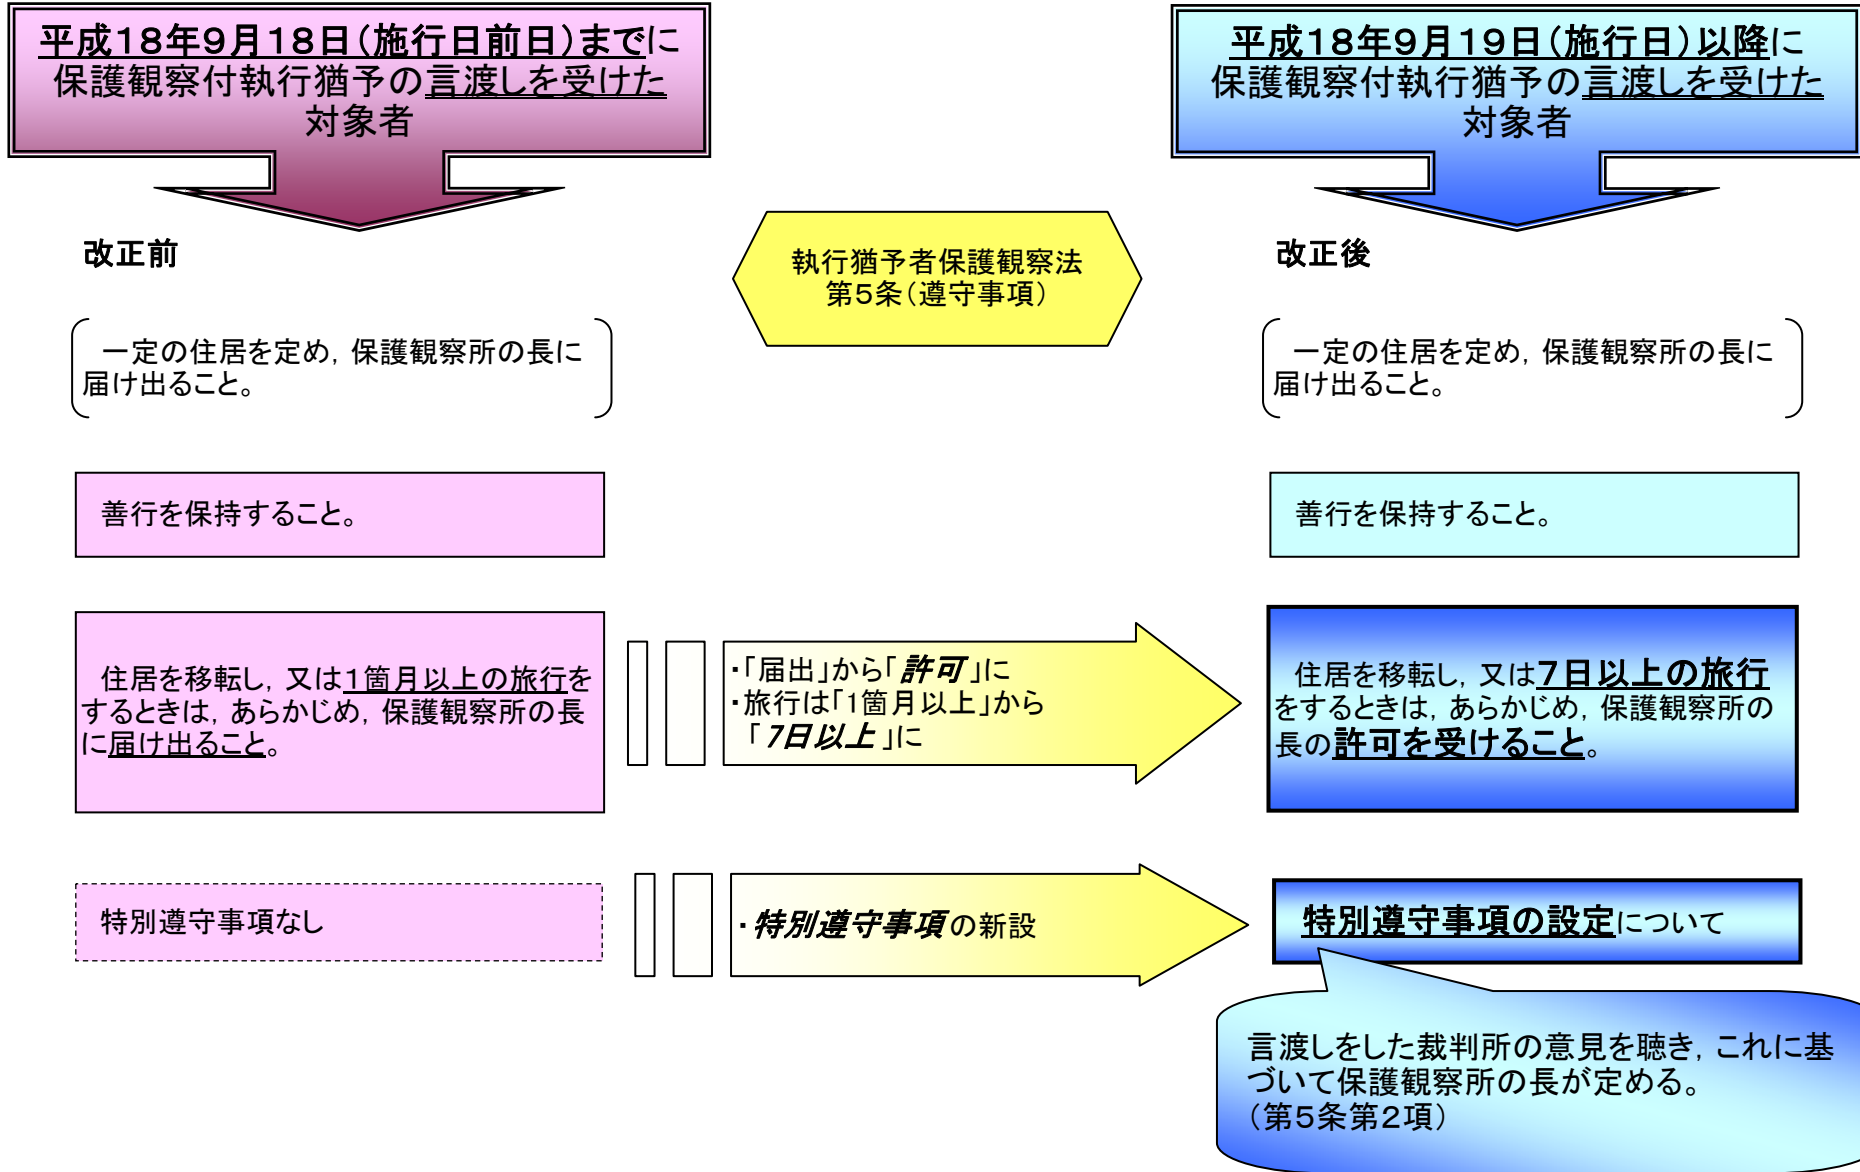 平成18年9月18日(施行日前日)までに
保護観察付執行猶予の言渡しを受けた
対象者
平成18年9月19日(施行日)以降に
保護観察付執行猶予の言渡しを受けた
対象者
改正前
執行猶予者保護観察法
第5条(遵守事項)
改正後
一定の住居を定め,保護観察所の長に
届け出ること。
一定の住居を定め,保護観察所の長に
届け出ること。
善行を保持すること。
善行を保持すること。
住居を移転し,又は1箇月以上の旅行を
するときは,あらかじめ,保護観察所の長
に届け出ること。
・「届出」から「許可」に
・旅行は「1箇月以上」から
「7日以上」に
住居を移転し,又は7日以上の旅行
をするときは,あらかじめ,保護観察所の
長の許可を受けること。
特別遵守事項なし
・特別遵守事項の新設
特別遵守事項の設定について
言渡しをした裁判所の意見を聴き,これに基
づいて保護観察所の長が定める。
(第5条第2項)